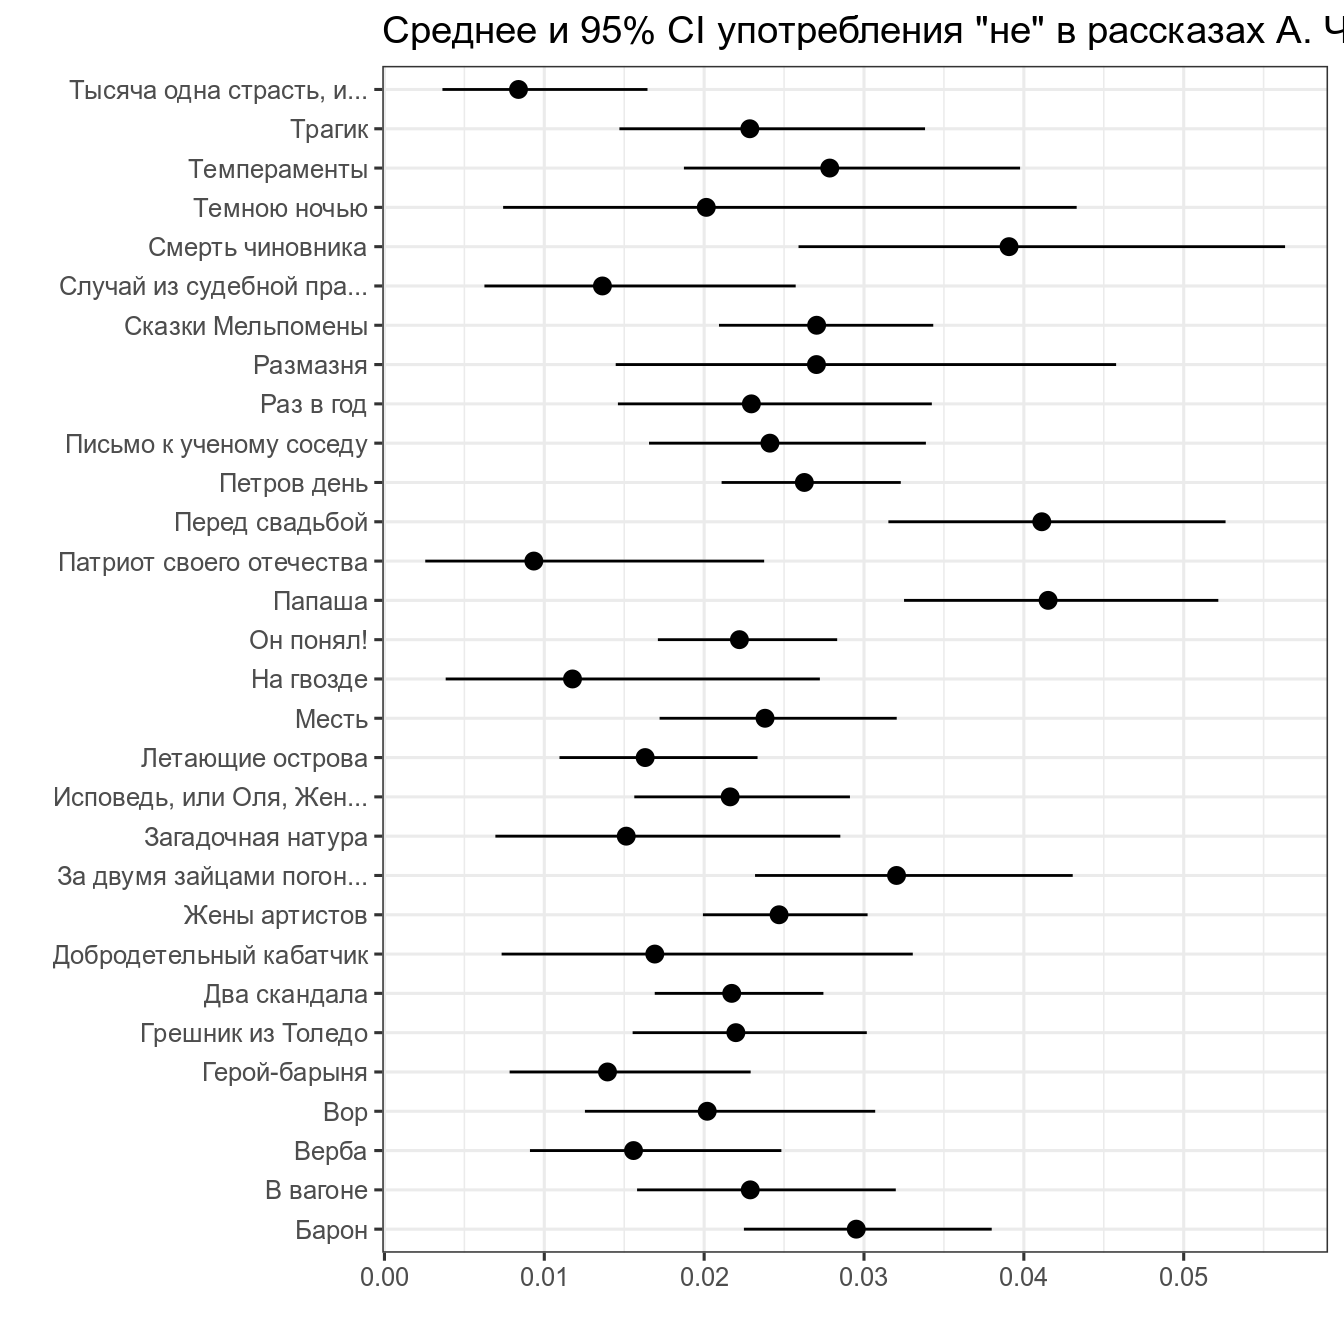 Среднее и 95% CI употребления "не" в рассказах А. Ч
Тысяча одна страсть, и...
Трагик
Темпераменты
Темною ночью
Смерть чиновника
Случай из судебной пра...
Сказки Мельпомены
Размазня
Раз в год
Письмо к ученому соседу
Петров день
Перед свадьбой
Патриот своего отечества
Папаша
Он понял!
На гвозде
Месть
Летающие острова
Исповедь, или Оля, Жен...
Загадочная натура
За двумя зайцами погон...
Жены артистов
Добродетельный кабатчик
Два скандала
Грешник из Толедо
Герой-барыня
Вор
Верба
В вагоне
Барон
0.00 0.01 0.02 0.03 0.04 0.05